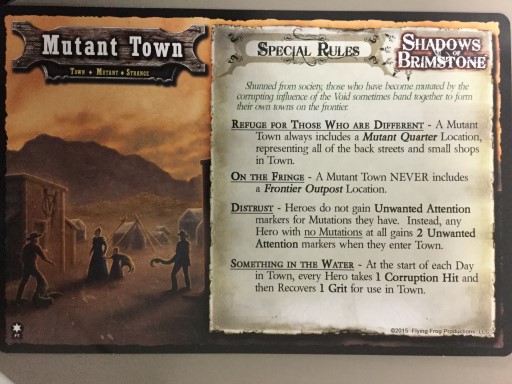 Mutant Town
Town ✦ Mutant ✦ Strange
Special Rules
Shadows
of
Brimstone
Shunned from society, those who have become mutated by the
corrupting influence of the Void sometimes band together to form
their own towns on the frontier.
Refuge for Those Who are Different - A Mutant
Town always includes a Mutant Quarter Location,
representing all of the back streets and small shops
in Town.
On the Fringe - A Mutant Town NEVER includes
a Frontier Outpost Location.
Distrust - Heroes do not gain Unwanted Attention
markers for Mutations they have. Instead, any
Hero with no Mutations at all gains 2 Unwanted
Attention markers when they enter Town.
Something in the Water - At the start of each Day
in Town, every Hero takes 1 Corruption Hit and
then Recovers 1 Grit for use in Town.
©2015 Flying Frog Productions, LLC